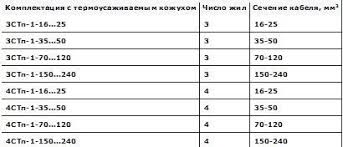 Комплектация с термоусаживаемым кожухом Число жил Сечение кабеля, мм²
3СТп-1-16...25 3 16-25
3СТп-1-35...50 3 35-50
3СТп-1-70...120 3 70-120
3СТп-1-150...240 3 150-240
4СТп-1-16...25 4 16-25
4СТп-1-35...50 4 35-50
4СТп-1-70...120 4 70-120
4СТп-1-150...240 4 150-240